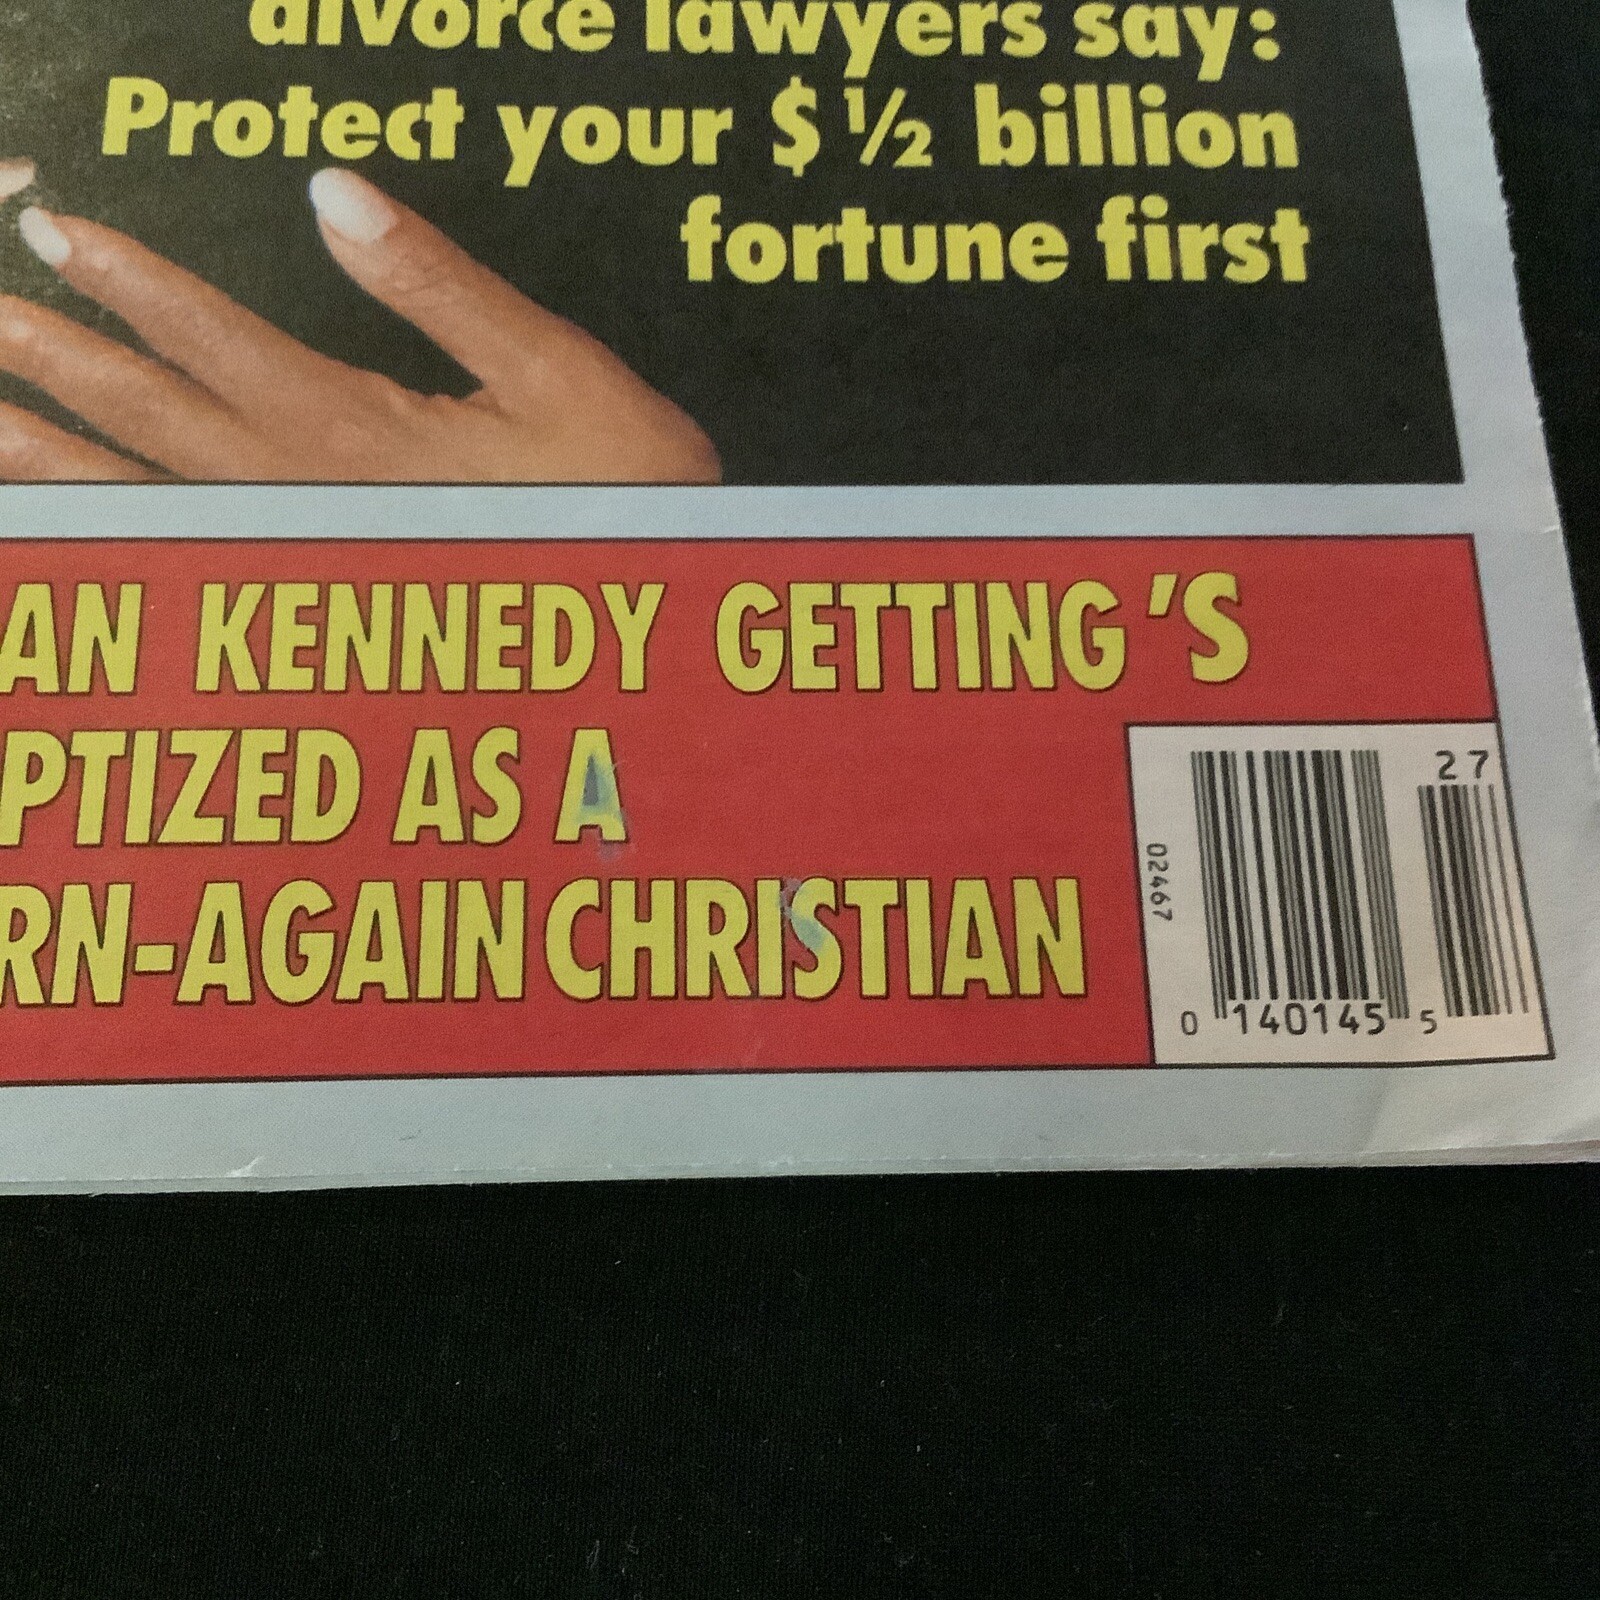 divorce lawyers say:
Protect your $ ½ billion
fortune first
AN KENNEDY GETTING'S
PTIZED AS A
RN-AGAIN CHRISTIAN
27
02467
0 140145 5